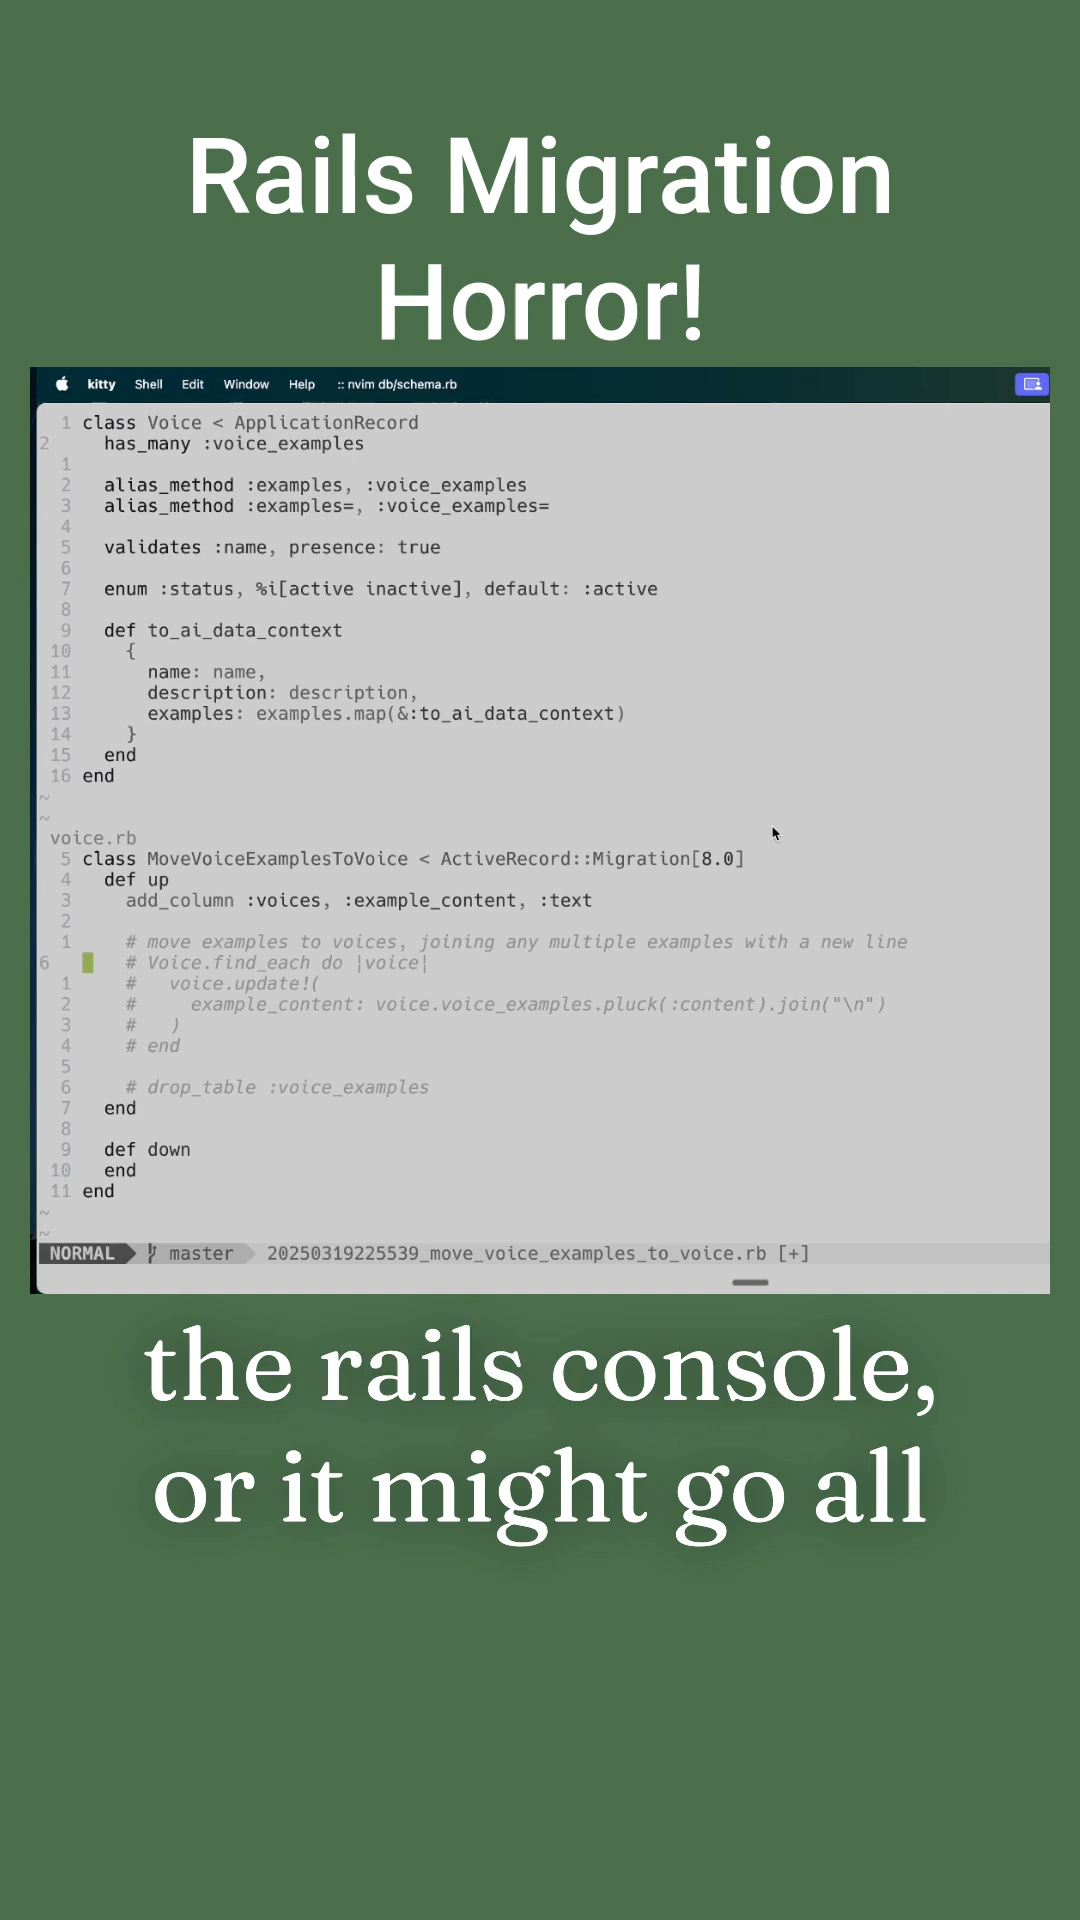 Rails Migration
Horror!
kitty Shell Edit Window Help :: nvim db/schema.rb
1 class Voice < ApplicationRecord
2 has_many :voice_examples
1
2 alias_method :examples, :voice_examples
3 alias_method :examples=, :voice_examples=
4
5 validates :name, presence: true
6
7 enum :status, %i[active inactive], default: :active
8
9 def to_ai_data_context
10 {
11 name: name,
12 description: description,
13 examples: examples.map(&:to_ai_data_context)
14 }
15 end
16 end
~
~
voice.rb
5 class MoveVoiceExamplesToVoice < ActiveRecord::Migration[8.0]
4 def up
3 add_column :voices, :example_content, :text
2
1 # move examples to voices, joining any multiple examples with a new line
6 # Voice.find_each do |voice|
1 # voice.update!(
2 # example_content: voice.voice_examples.pluck(:content).join("\n")
3 # )
4 # end
5
6 # drop_table :voice_examples
7 end
8
9 def down
10 end
11 end
~
~
NORMAL master 20250319225539_move_voice_examples_to_voice.rb [+]
the rails console,
or it might go all